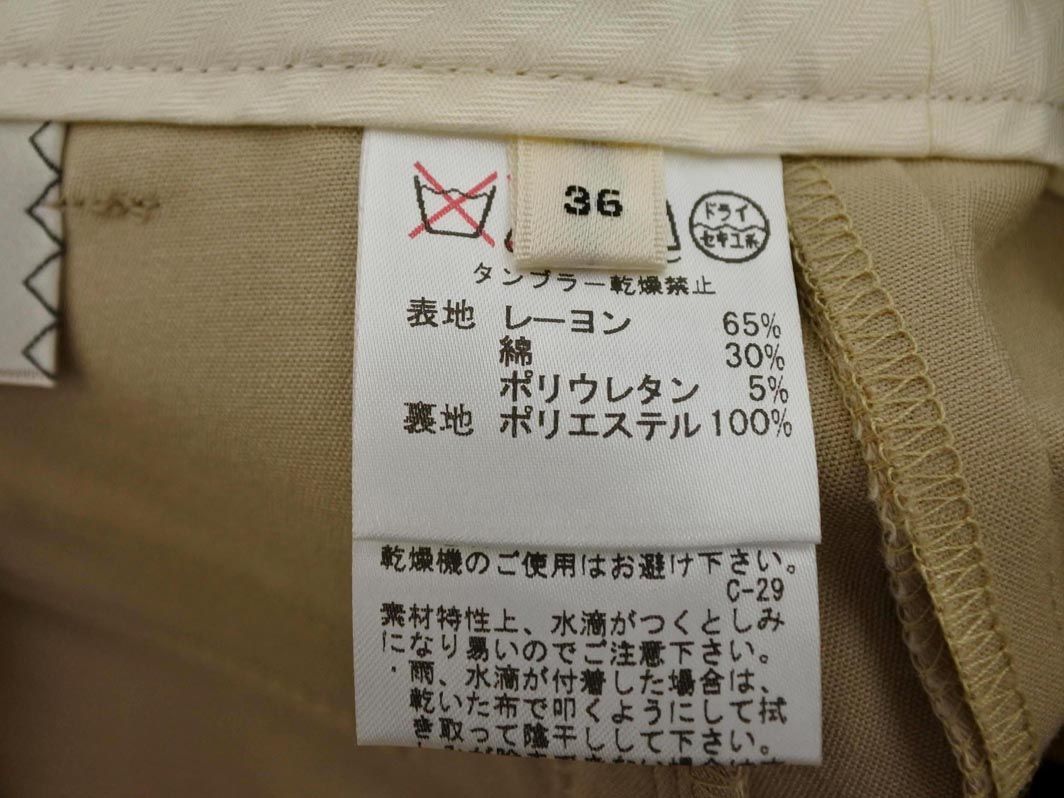 36
ドライ
セキユ系
タンブラー乾燥禁止
表地 レーヨン 65%
綿 30%
ポリウレタン 5%
裏地 ポリエステル 100%
乾燥機のご使用はお避け下さい。
C-29
素材特性上、水滴がつくとしみ
になり易いのでご注意下さい。
・雨、水滴が付着した場合は、
乾いた布で叩くようにして拭
き取って陰干しして下さい。